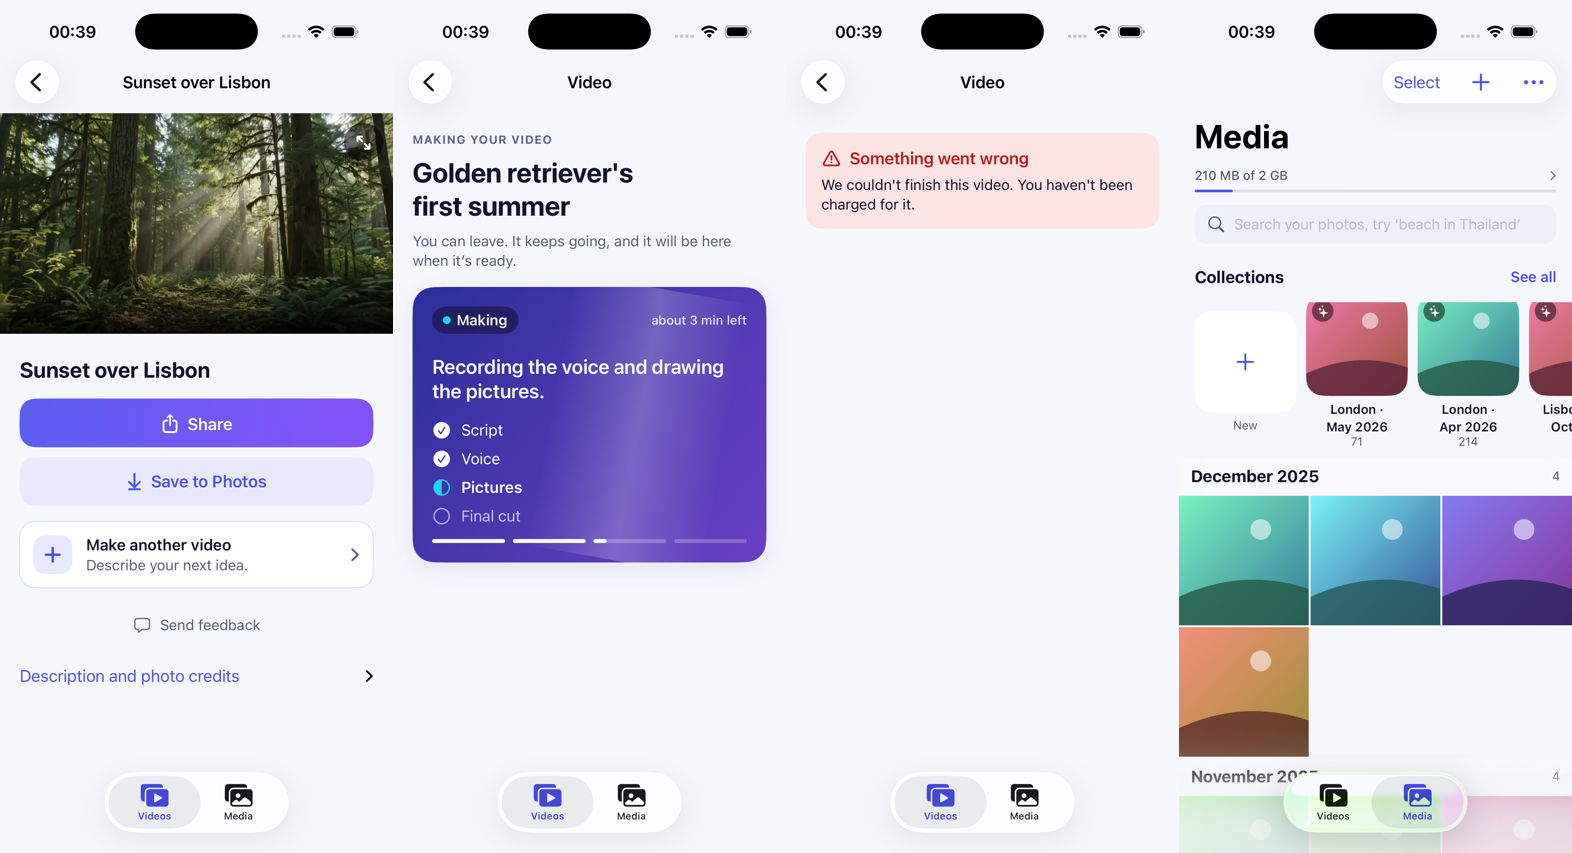 00:39
Sunset over Lisbon
Sunset over Lisbon
Share
Save to Photos
Make another video
Describe your next idea.
Send feedback
Description and photo credits
Videos
Media
00:39
Video
MAKING YOUR VIDEO
Golden retriever's
first summer
You can leave. It keeps going, and it will be here
when it’s ready.
Making
about 3 min left
Recording the voice and drawing
the pictures.
Script
Voice
Pictures
Final cut
Videos
Media
00:39
Video
Something went wrong
We couldn't finish this video. You haven't been
charged for it.
Videos
Media
00:39
Select
Media
210 MB of 2 GB
Search your photos, try ‘beach in Thailand’
Collections
See all
New
London ·
May 2026
71
London ·
Apr 2026
214
Lisbo
Oct
December 2025
4
November 2025
4
Videos
Media